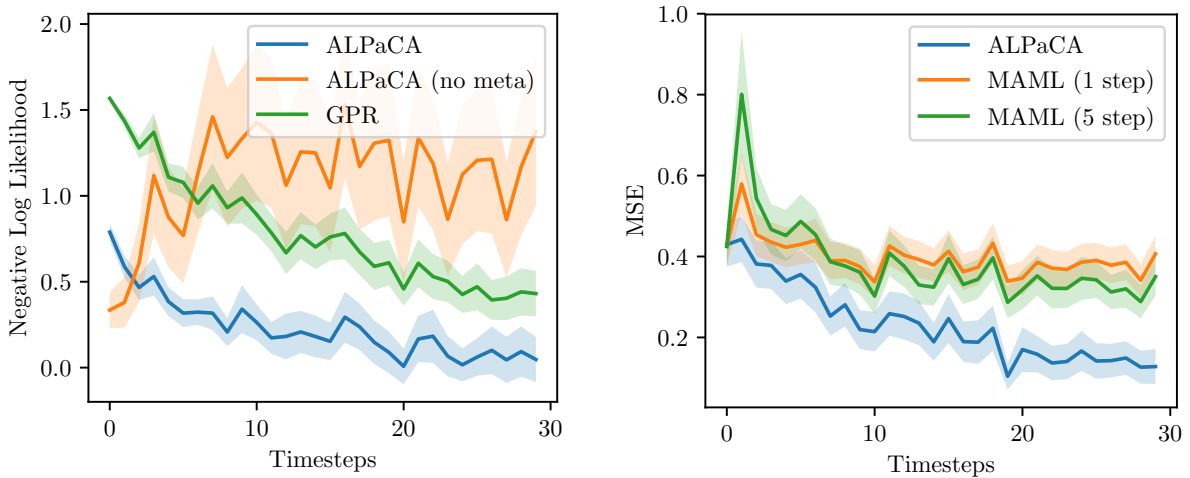 Negative Log Likelihood
2.0
1.5
1.0
0.5
0.0
0
10
20
30
Timesteps
ALPaCA
ALPaCA (no meta)
GPR
MSE
1.0
0.8
0.6
0.4
0.2
0
10
20
30
Timesteps
ALPaCA
MAML (1 step)
MAML (5 step)